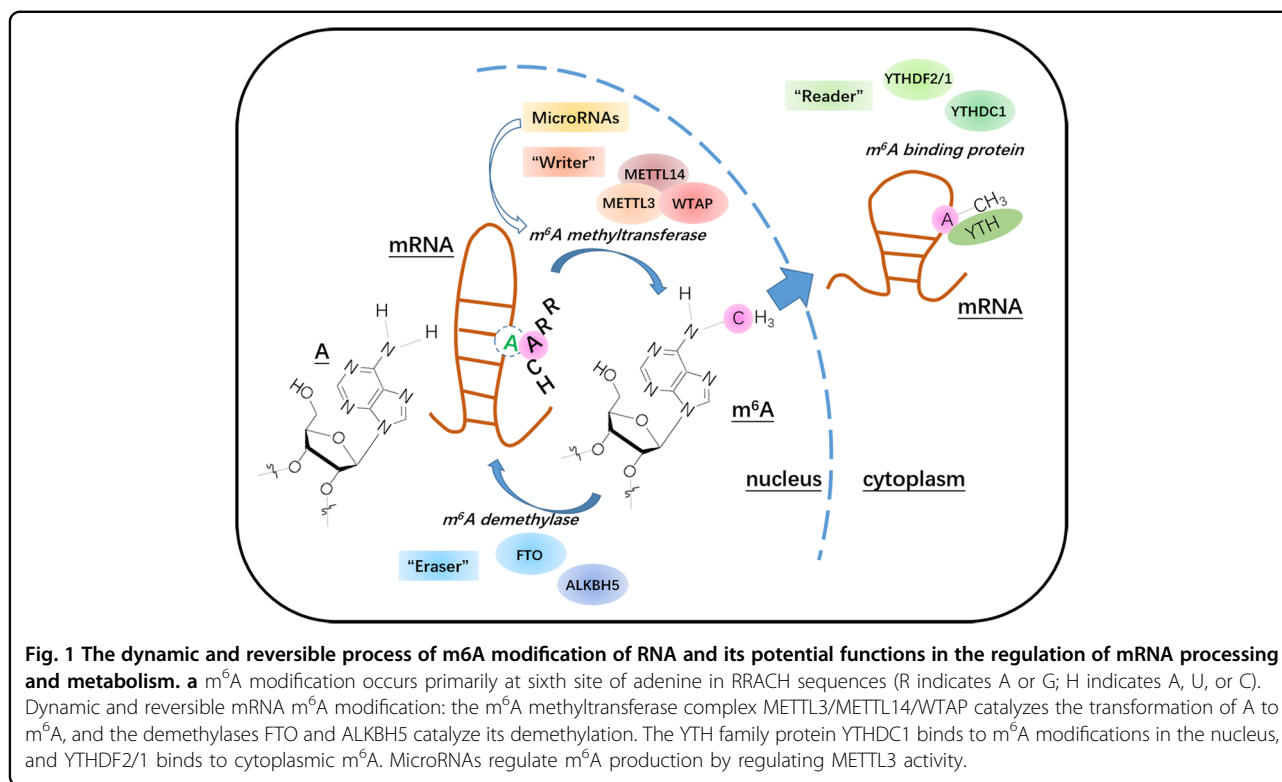 MicroRNAs
"Writer"
METTL14
METTL3
WTAP
m⁶A methyltransferase
"Reader"
YTHDF2/1
YTHDC1
m⁶A binding protein
A
CH₃
YTH
mRNA
mRNA
A
A
R
R
A
C
H
H
H
N
N
N
N
N
HO
O
O
O
H
N
C
H₃
N
N
N
N
HO
O
O
O
m⁶A
nucleus
cytoplasm
m⁶A demethylase
"Eraser"
FTO
ALKBH5
Fig. 1 The dynamic and reversible process of m6A modification of RNA and its potential functions in the regulation of mRNA processing
and metabolism. a m⁶A modification occurs primarily at sixth site of adenine in RRACH sequences (R indicates A or G; H indicates A, U, or C).
Dynamic and reversible mRNA m⁶A modification: the m⁶A methyltransferase complex METTL3/METTL14/WTAP catalyzes the transformation of A to
m⁶A, and the demethylases FTO and ALKBH5 catalyze its demethylation. The YTH family protein YTHDC1 binds to m⁶A modifications in the nucleus,
and YTHDF2/1 binds to cytoplasmic m⁶A. MicroRNAs regulate m⁶A production by regulating METTL3 activity.